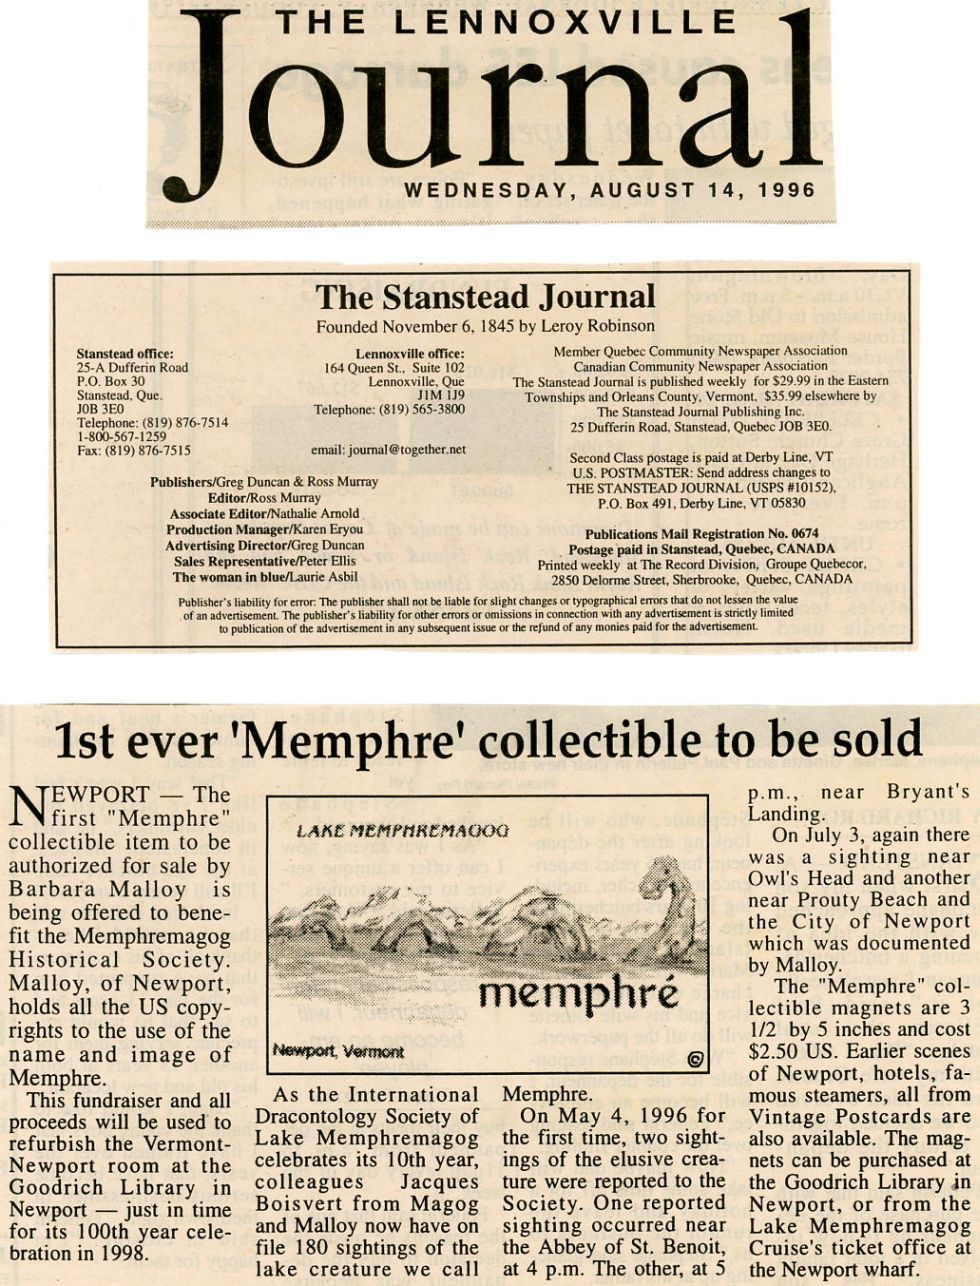 THE LENNOXVILLE
Journal
WEDNESDAY, AUGUST 14, 1996
The Stanstead Journal
Founded November 6, 1845 by Leroy Robinson
Stanstead office:
25-A Dufferin Road
P.O. Box 30
Stanstead, Que.
J0B 3E0
Telephone: (819) 876-7514
1-800-567-1259
Fax: (819) 876-7515
Lennoxville office:
164 Queen St., Suite 102
Lennoxville, Que
J1M 1J9
Telephone: (819) 565-3800
email: journal@together.net
Publishers/Greg Duncan & Ross Murray
Editor/Ross Murray
Associate Editor/Nathalie Arnold
Production Manager/Karen Eryou
Advertising Director/Greg Duncan
Sales Representative/Peter Ellis
The woman in blue/Laurie Asbil
Member Quebec Community Newspaper Association
Canadian Community Newspaper Association
The Stanstead Journal is published weekly for $29.99 in the Eastern
Townships and Orleans County, Vermont, $35.99 elsewhere by
The Stanstead Journal Publishing Inc.
25 Dufferin Road, Stanstead, Quebec JOB 3E0.
Second Class postage is paid at Derby Line, VT
U.S. POSTMASTER: Send address changes to
THE STANSTEAD JOURNAL (USPS #10152),
P.O. Box 491, Derby Line, VT 05830
Publications Mail Registration No. 0674
Postage paid in Stanstead, Quebec, CANADA
Printed weekly at The Record Division, Groupe Quebecor,
2850 Delorme Street, Sherbrooke, Quebec, CANADA
Publisher's liability for error: The publisher shall not be liable for slight changes or typographical errors that do not lessen the value
of an advertisement. The publisher's liability for other errors or omissions in connection with any advertisement is strictly limited
to publication of the advertisement in any subsequent issue or the refund of any monies paid for the advertisement.
1st ever 'Memphre' collectible to be sold
NEWPORT — The
first "Memphre"
collectible item to be
authorized for sale by
Barbara Malloy is
being offered to bene-
fit the Memphremagog
Historical Society.
Malloy, of Newport,
holds all the US copy-
rights to the use of the
name and image of
Memphre.
This fundraiser and all
proceeds will be used to
refurbish the Vermont-
Newport room at the
Goodrich Library in
Newport — just in time
for its 100th year cele-
bration in 1998.
LAKE MEMPHREMAGOG
memphré
Newport, Vermont
©
As the International
Dracontology Society of
Lake Memphremagog
celebrates its 10th year,
colleagues Jacques
Boisvert from Magog
and Malloy now have on
file 180 sightings of the
lake creature we call
Memphre.
On May 4, 1996 for
the first time, two sight-
ings of the elusive crea-
ture were reported to the
Society. One reported
sighting occurred near
the Abbey of St. Benoit,
at 4 p.m. The other, at 5
p.m., near Bryant's
Landing.
On July 3, again there
was a sighting near
Owl's Head and another
near Prouty Beach and
the City of Newport
which was documented
by Malloy.
The "Memphre" col-
lectible magnets are 3
1/2 by 5 inches and cost
$2.50 US. Earlier scenes
of Newport, hotels, fa-
mous steamers, all from
Vintage Postcards are
also available. The mag-
nets can be purchased at
the Goodrich Library in
Newport, or from the
Lake Memphremagog
Cruise's ticket office at
the Newport wharf.